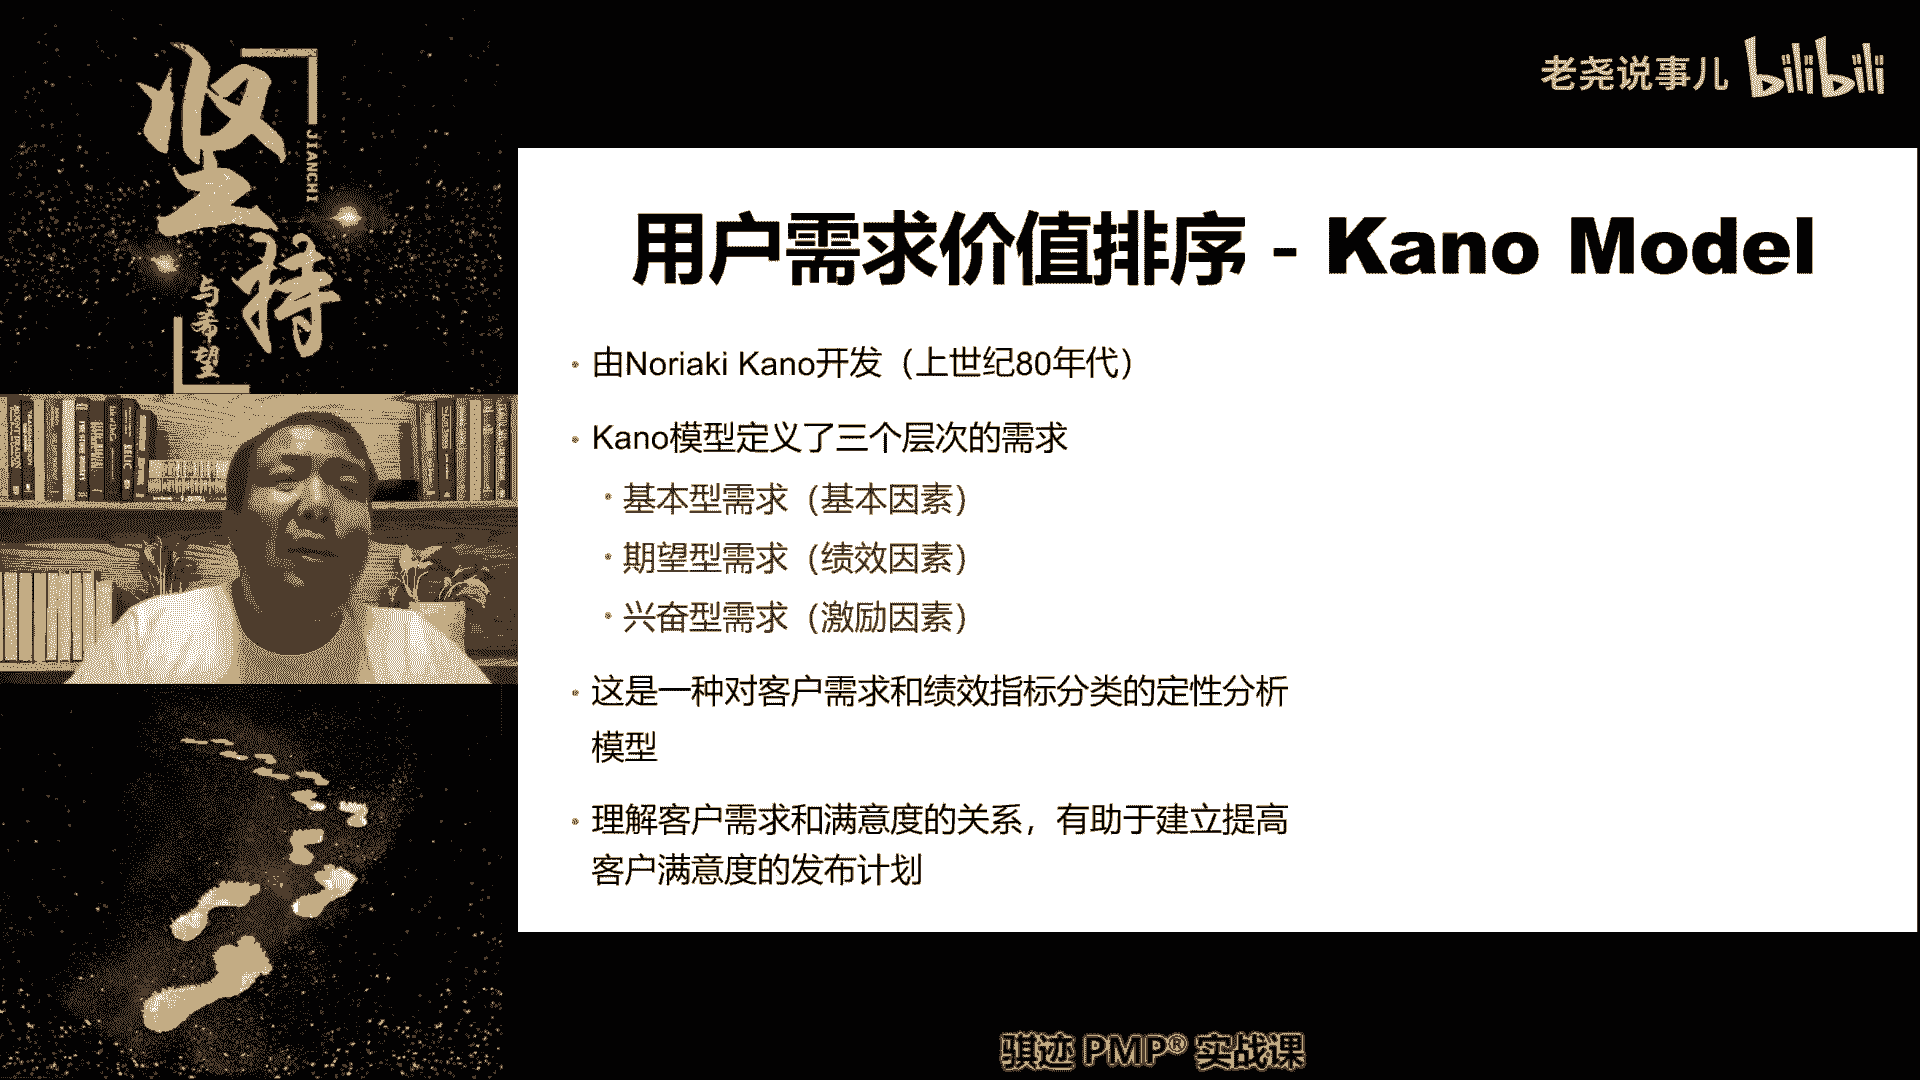 坚持
JIANCHI
与希望
老尧说事儿 bilibili
用户需求价值排序 - Kano Model
· 由Noriaki Kano开发（上世纪80年代）
· Kano模型定义了三个层次的需求
· 基本型需求（基本因素）
· 期望型需求（绩效因素）
· 兴奋型需求（激励因素）
· 这是一种对客户需求和绩效指标分类的定性分析
模型
· 理解客户需求和满意度的关系，有助于建立提高
客户满意度的发布计划
骐迹 PMP® 实战课